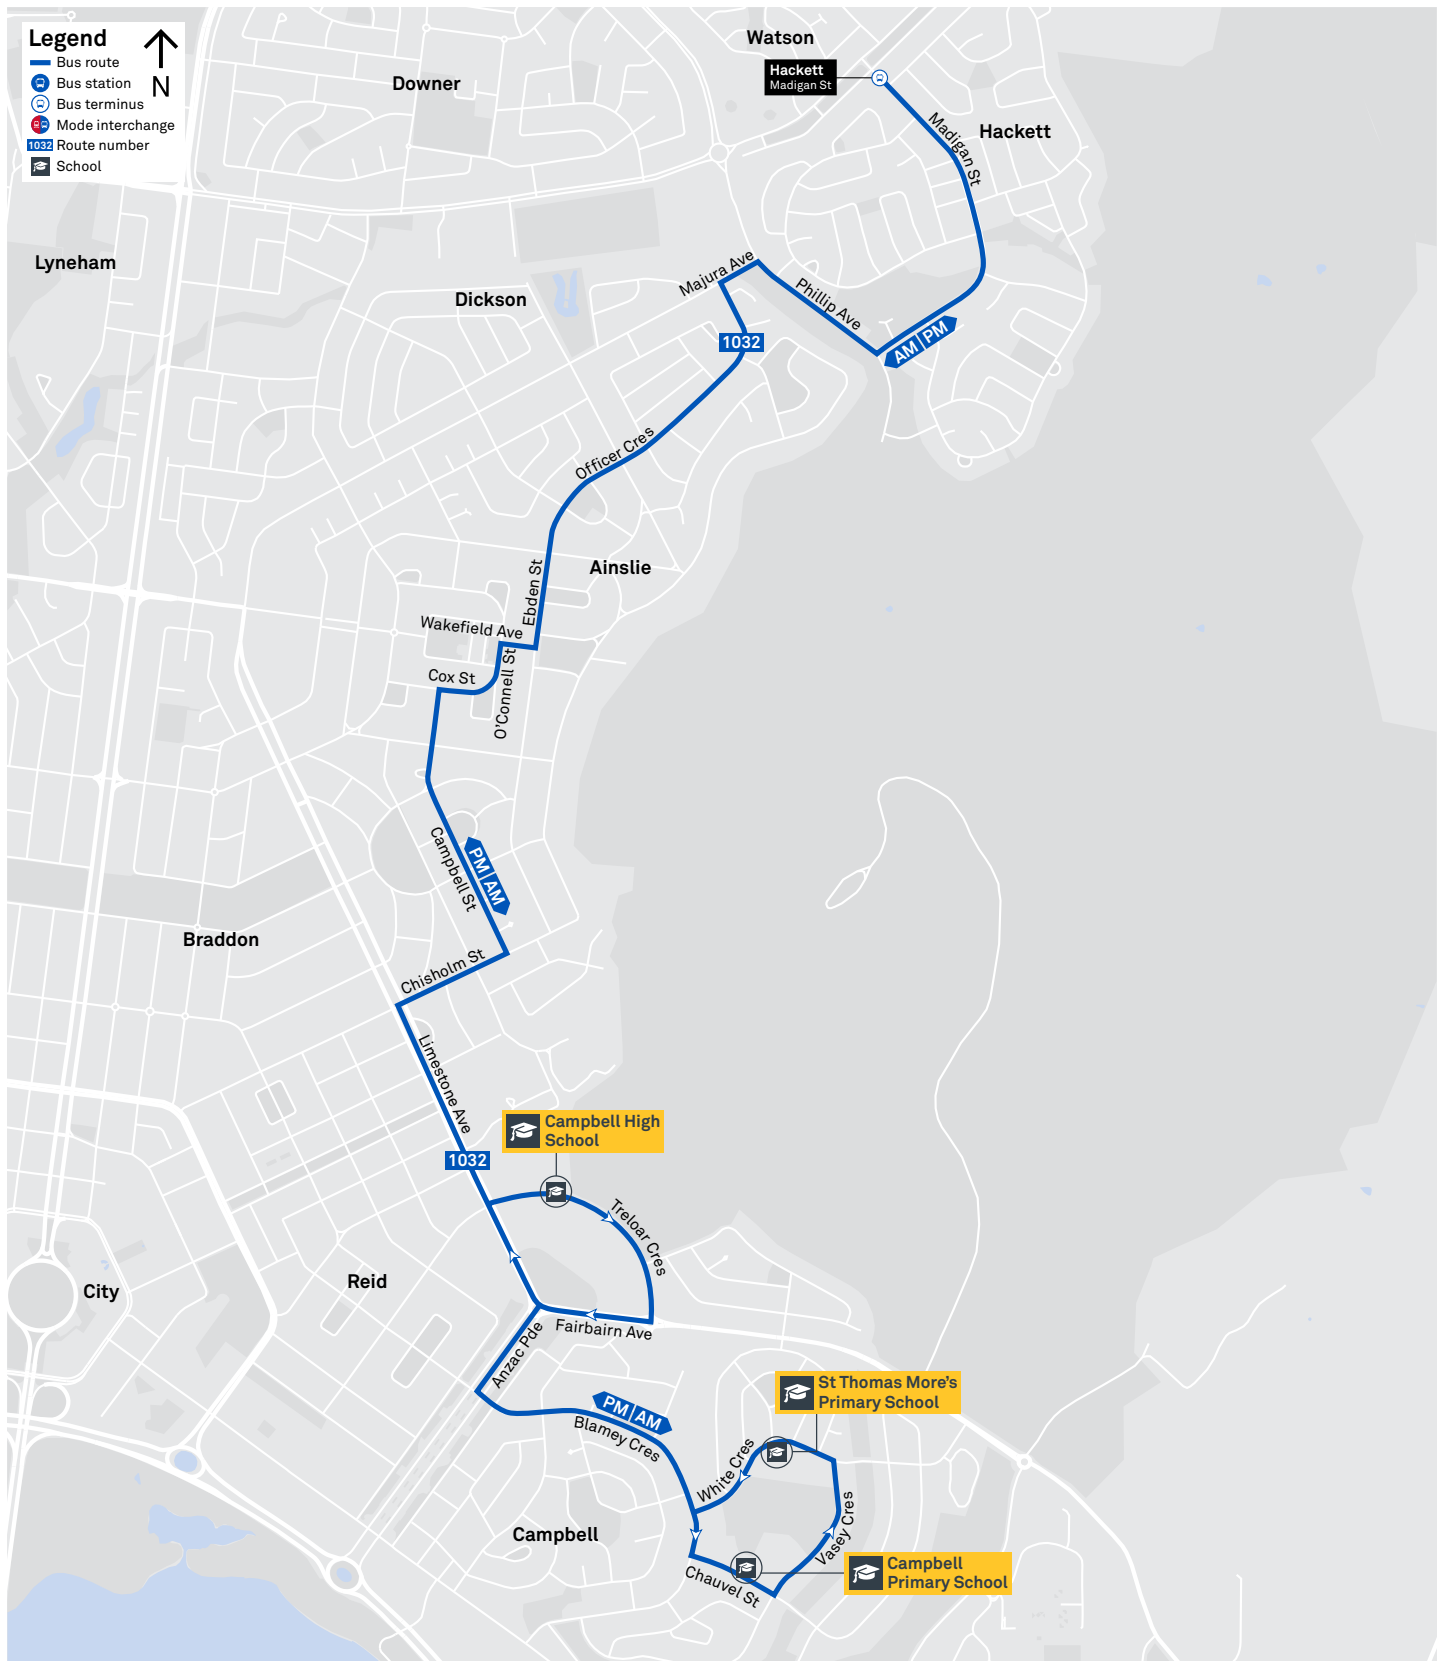 Legend
N
Bus route
Bus station
Bus terminus
Mode interchange
1032 Route number
School
Watson
Hackett
Madigan St
Downer
Hackett
Madigan St
Lyneham
Dickson
Majura Ave
Phillip Ave
1032
AM PM
Officer Cres
Ainslie
Ebden St
Wakefield Ave
Cox St
O'Connell St
Campbell St
PM AM
Braddon
Chisholm St
Limestone Ave
Campbell High
School
1032
Treloar Cres
City
Reid
Fairbairn Ave
Anzac Pde
St Thomas More's
Primary School
PM AM
Blamey Cres
White Cres
Campbell
Vasey Cres
Campbell
Primary School
Chauvel St